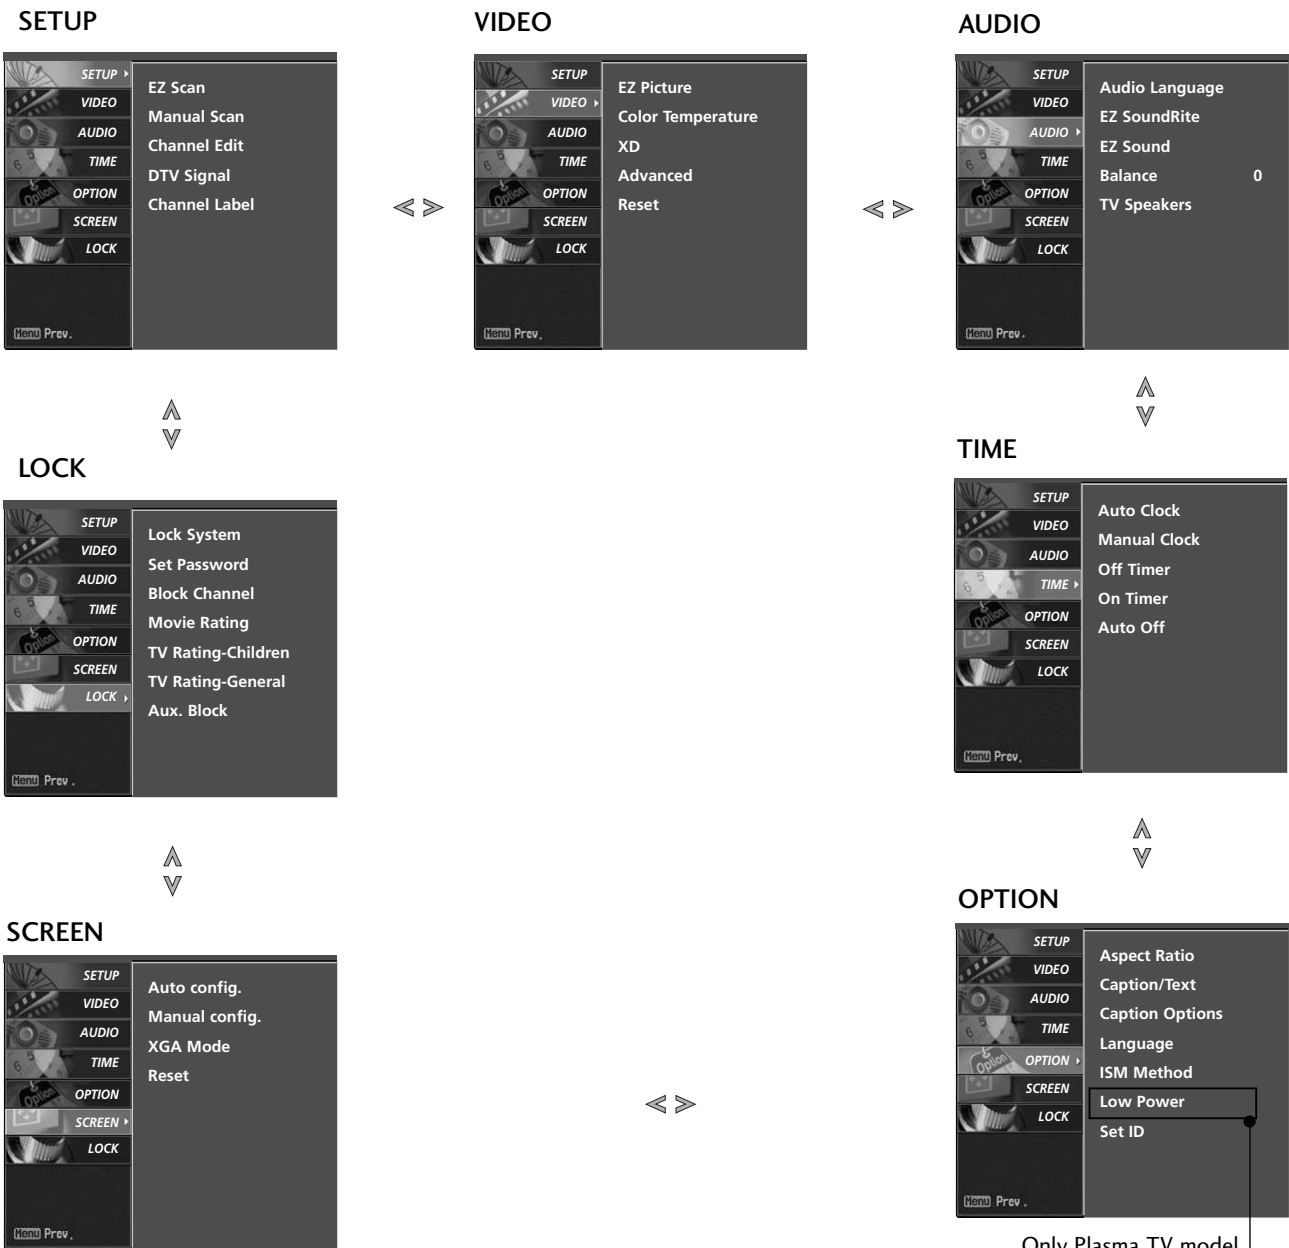 SETUP
SETUP
VIDEO
AUDIO
TIME
OPTION
SCREEN
LOCK
Menu Prev.
EZ Scan
Manual Scan
Channel Edit
DTV Signal
Channel Label
VIDEO
SETUP
VIDEO
AUDIO
TIME
Option OPTION
SCREEN
LOCK
Menu Prev.
EZ Picture
Color Temperature
XD
Advanced
Reset
AUDIO
SETUP
VIDEO
AUDIO
TIME
Option OPTION
SCREEN
LOCK
Menu Prev.
Audio Language
EZ SoundRite
EZ Sound
Balance 0
TV Speakers
LOCK
SETUP
VIDEO
AUDIO
TIME
Option OPTION
SCREEN
LOCK
Menu Prev.
Lock System
Set Password
Block Channel
Movie Rating
TV Rating-Children
TV Rating-General
Aux. Block
TIME
SETUP
VIDEO
AUDIO
TIME
Option OPTION
SCREEN
LOCK
Menu Prev.
Auto Clock
Manual Clock
Off Timer
On Timer
Auto Off
SCREEN
SETUP
VIDEO
AUDIO
TIME
Option OPTION
SCREEN
LOCK
Menu Prev.
Auto config.
Manual config.
XGA Mode
Reset
OPTION
SETUP
VIDEO
AUDIO
TIME
Option OPTION
SCREEN
LOCK
Menu Prev.
Aspect Ratio
Caption/Text
Caption Options
Language
ISM Method
Low Power
Set ID
Only Plasma TV model